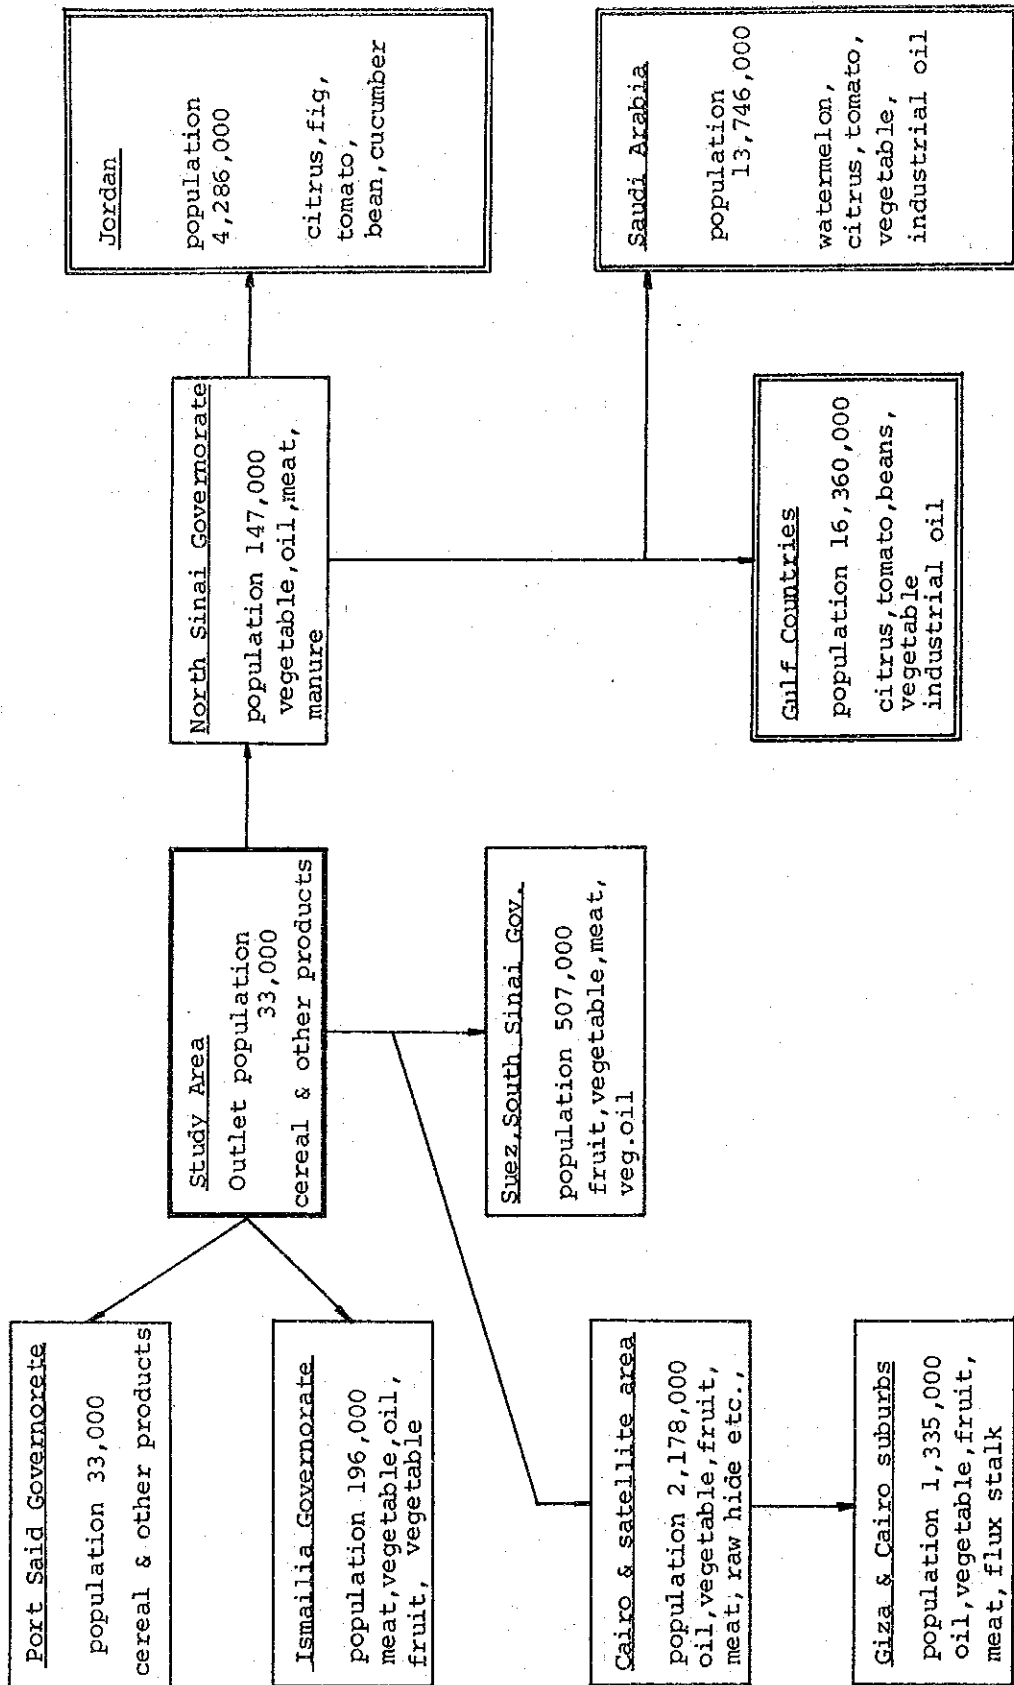 Port Said Governorete
population 33,000
cereal & other products
Ismailia Governorate
population 196,000
meat,vegetable,oil,
fruit, vegetable
Cairo & satellite area
population 2,178,000
oil,vegetable,fruit,
meat, raw hide etc.,
Giza & Cairo suburbs
population 1,335,000
oil,vegetable,fruit,
meat, flux stalk
Study Area
Outlet population
33,000
cereal & other products
Suez,South Sinai Gov.
population 507,000
fruit,vegetable,meat,
veg.oil
North Sinai Governorate
population 147,000
vegetable,oil,meat,
manure
Gulf Countries
population 16,360,000
citrus,tomato,beans,
vegetable
industrial oil
Jordan
population
4,286,000
citrus,fig,
tomato,
bean,cucumber
Saudi Arabia
population
13,746,000
watermelon,
citrus,tomato,
vegetable,
industrial oil